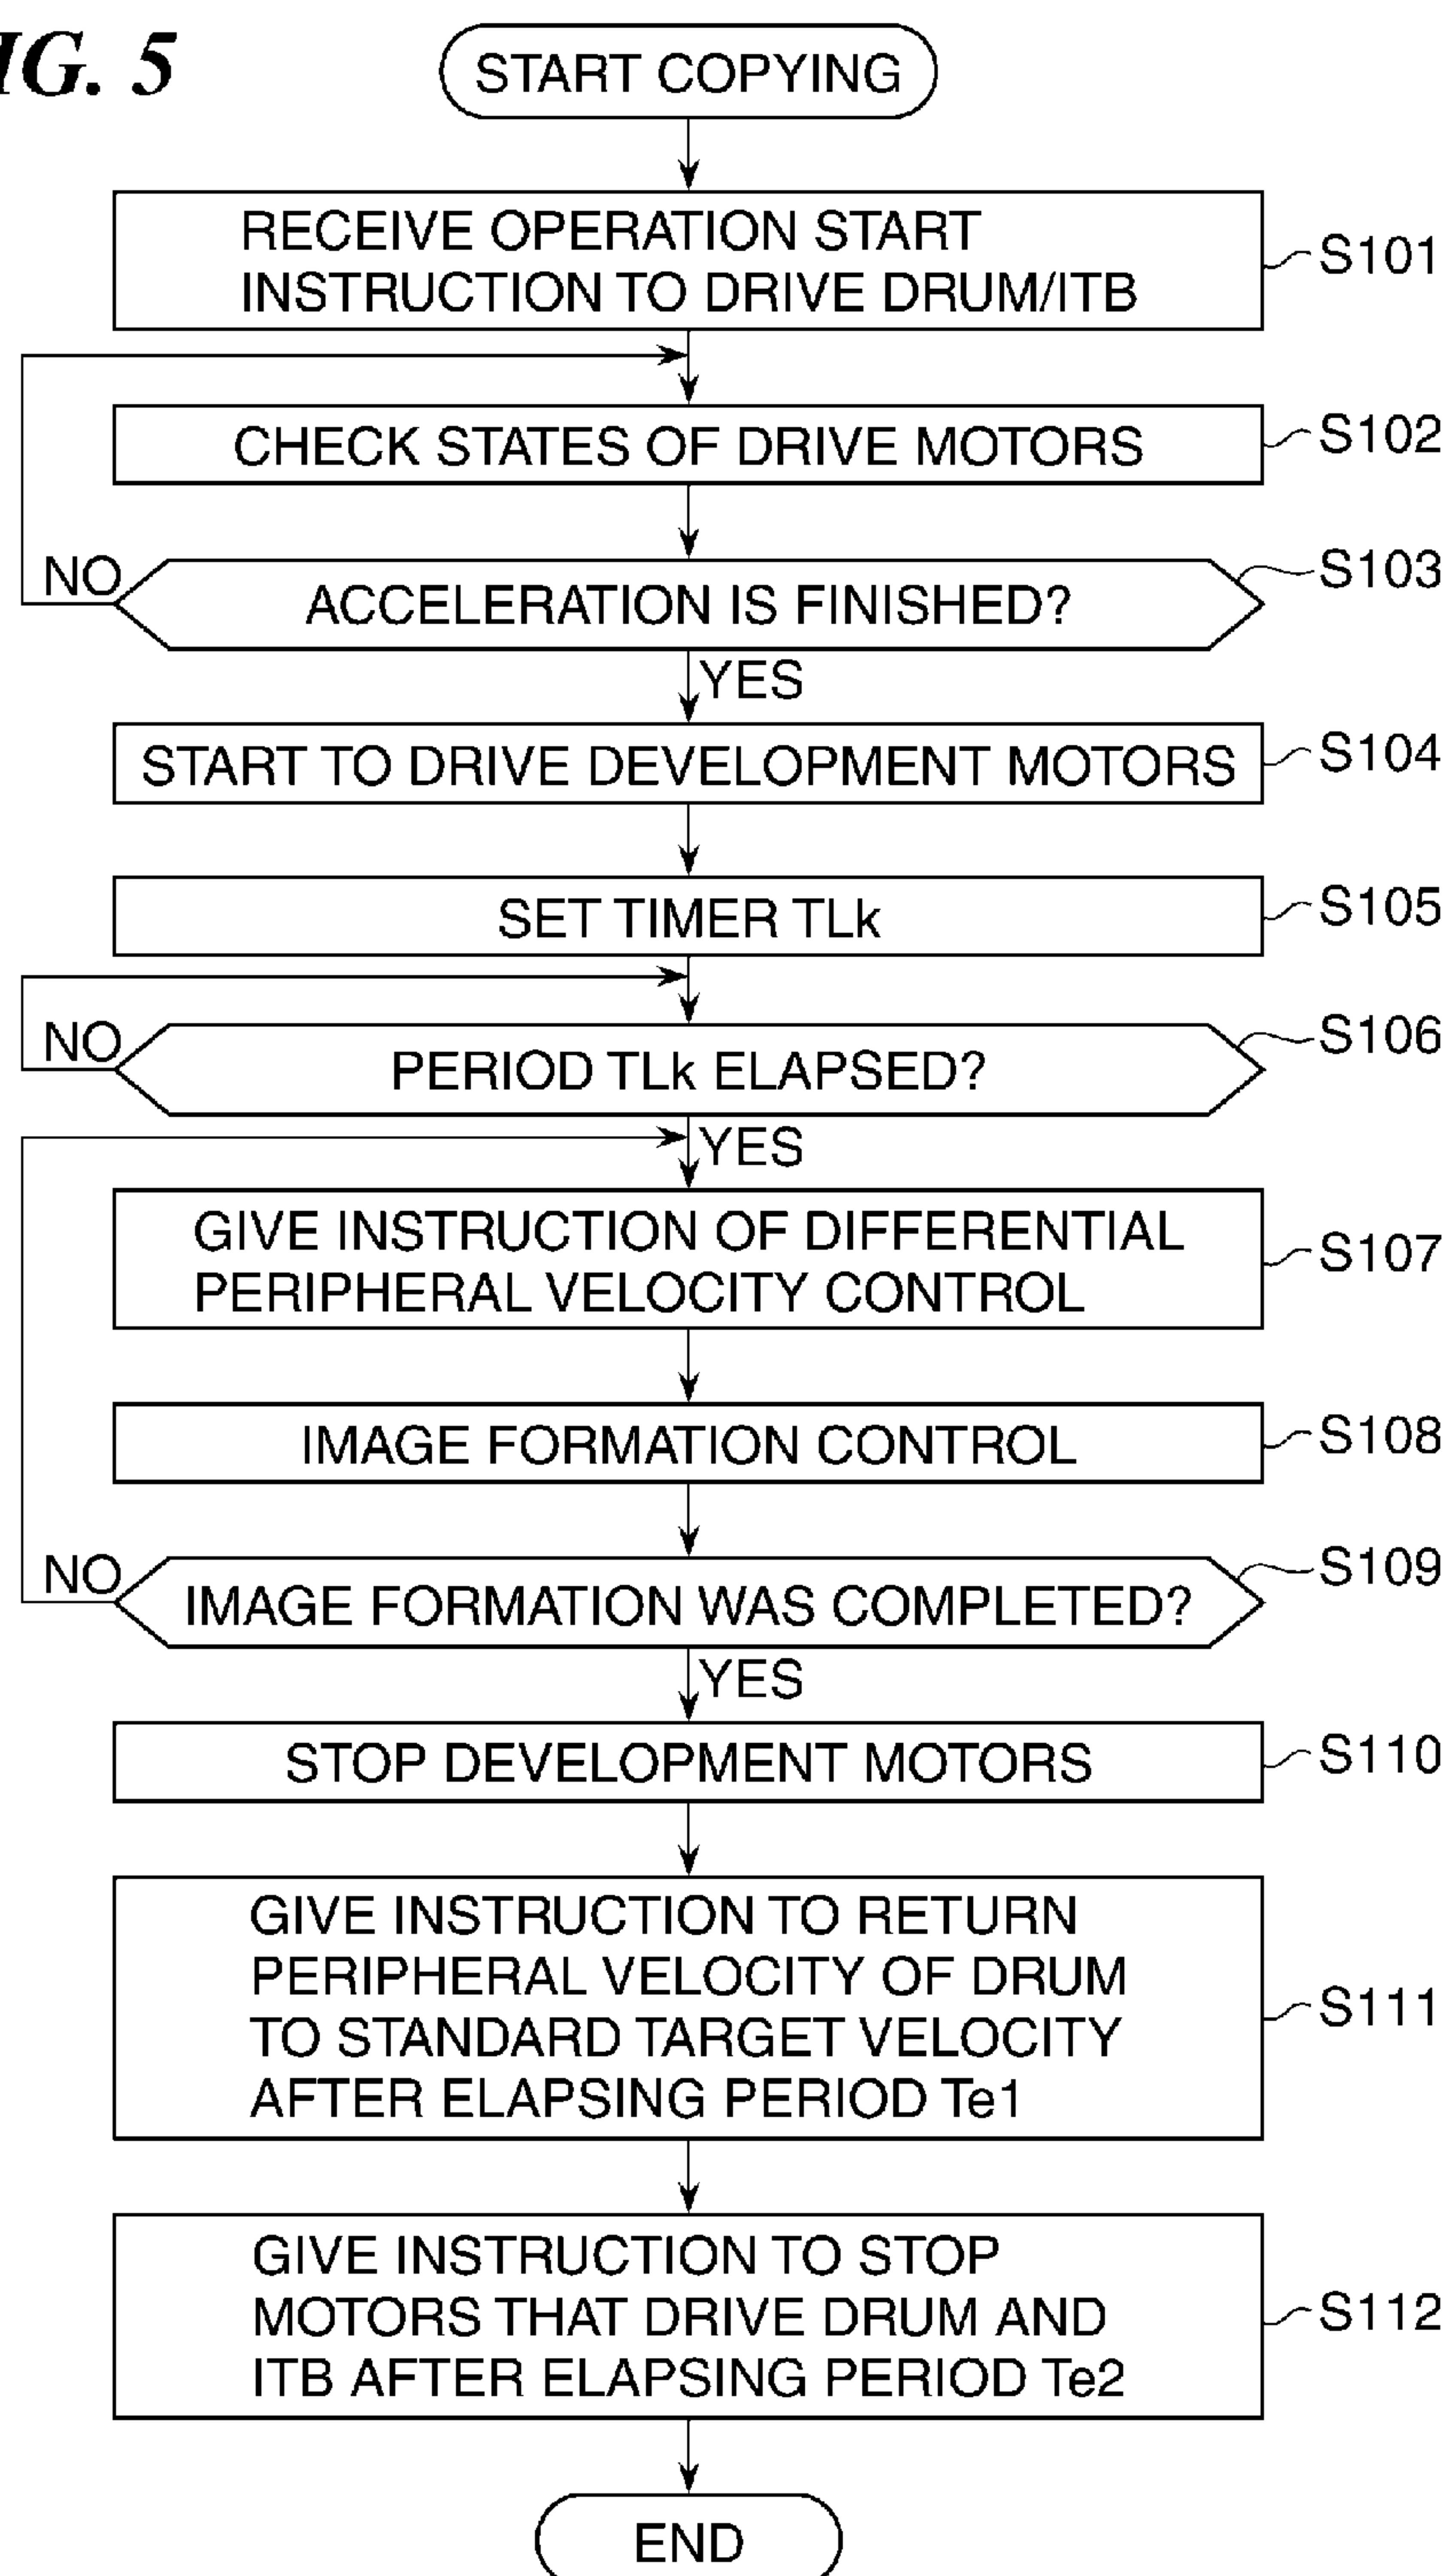 IG. 5
START COPYING
RECEIVE OPERATION START
INSTRUCTION TO DRIVE DRUM/ITB
S101
CHECK STATES OF DRIVE MOTORS
S102
NO
ACCELERATION IS FINISHED?
S103
YES
START TO DRIVE DEVELOPMENT MOTORS
S104
SET TIMER TLk
S105
NO
PERIOD TLk ELAPSED?
S106
YES
GIVE INSTRUCTION OF DIFFERENTIAL
PERIPHERAL VELOCITY CONTROL
S107
IMAGE FORMATION CONTROL
S108
NO
IMAGE FORMATION WAS COMPLETED?
S109
YES
STOP DEVELOPMENT MOTORS
S110
GIVE INSTRUCTION TO RETURN
PERIPHERAL VELOCITY OF DRUM
TO STANDARD TARGET VELOCITY
AFTER ELAPSING PERIOD Te1
S111
GIVE INSTRUCTION TO STOP
MOTORS THAT DRIVE DRUM AND
ITB AFTER ELAPSING PERIOD Te2
S112
END